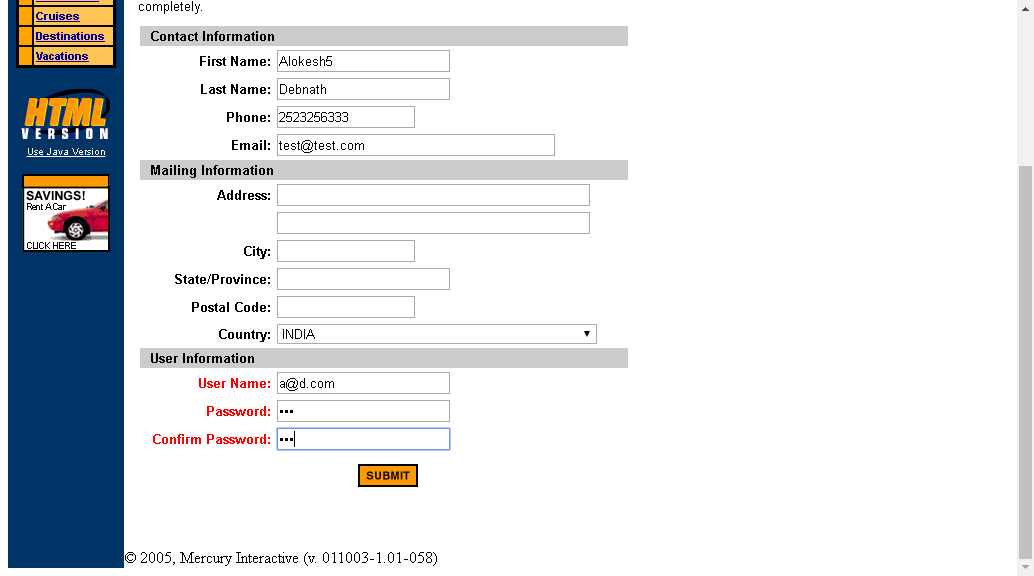 completely.
Cruises
Destinations
Vacations
HTML
VERSION
Use Java Version
SAVINGS!
Rent A Car
CLICK HERE
Contact Information
First Name: Alokesh5
Last Name: Debnath
Phone: 2523256333
Email: test@test.com
Mailing Information
Address:
City:
State/Province:
Postal Code:
Country: INDIA
User Information
User Name: a@d.com
Password: •••
Confirm Password: •••
SUBMIT
© 2005, Mercury Interactive (v. 011003-1.01-058)